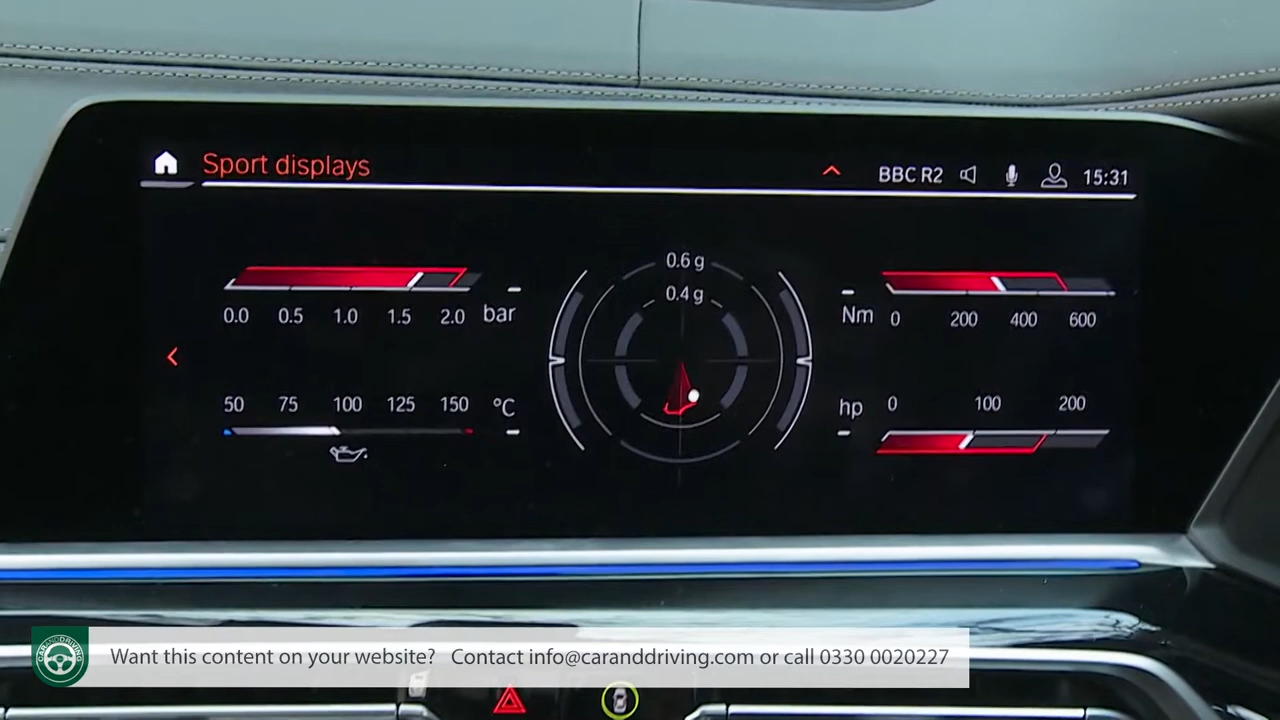 Sport displays
BBC R2 15:31
0.6 g
0.4 g
0.0 0.5 1.0 1.5 2.0 bar
Nm 0 200 400 600
50 75 100 125 150 °C
hp 0 100 200
CARANDDRIVING
Want this content on your website? Contact info@caranddriving.com or call 0330 0020227